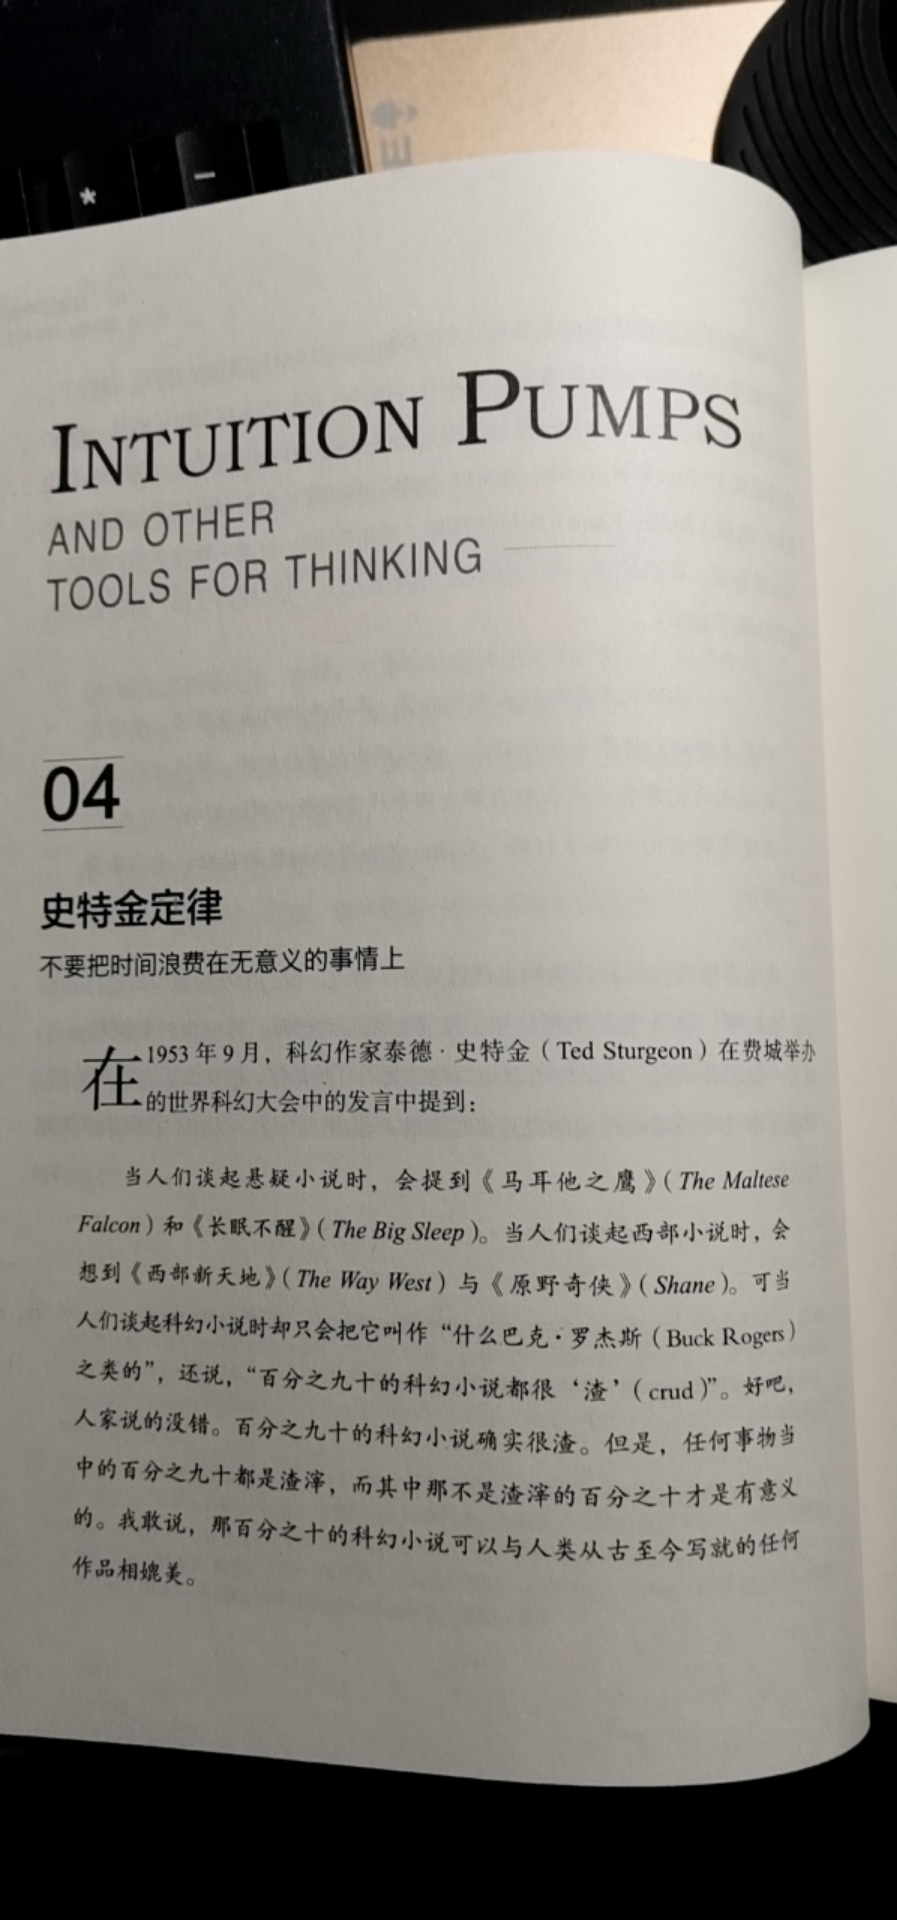 *
–
E
INTUITION PUMPS
AND OTHER
TOOLS FOR THINKING
04
史特金定律
不要把时间浪费在无意义的事情上
在1953年9月，科幻作家泰德·史特金（Ted Sturgeon）在费城举办
的世界科幻大会中的发言中提到：
当人们谈起悬疑小说时，会提到《马耳他之鹰》（The Maltese
Falcon）和《长眠不醒》（The Big Sleep）。当人们谈起西部小说时，会
想到《西部新天地》（The Way West）与《原野奇侠》（Shane）。可当
人们谈起科幻小说时却只会把它叫作“什么巴克·罗杰斯（Buck Rogers）
之类的”，还说，“百分之九十的科幻小说都很‘渣’（crud）”。好吧，
人家说的没错。百分之九十的科幻小说确实很渣。但是，任何事物当
中的百分之九十都是渣滓，而其中那不是渣滓的百分之十才是有意义
的。我敢说，那百分之十的科幻小说可以与人类从古至今写就的任何
作品相媲美。